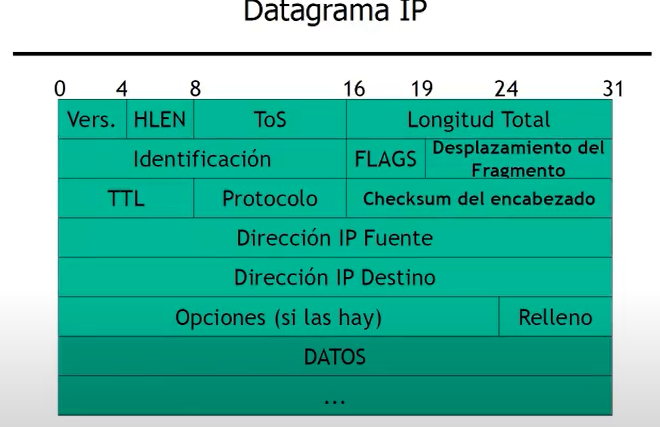 Datagrama IP
0 4 8 16 19 24 31
Vers. HLEN ToS Longitud Total
Identificación FLAGS Desplazamiento del
Fragmento
TTL Protocolo Checksum del encabezado
Dirección IP Fuente
Dirección IP Destino
Opciones (si las hay) Relleno
DATOS
...